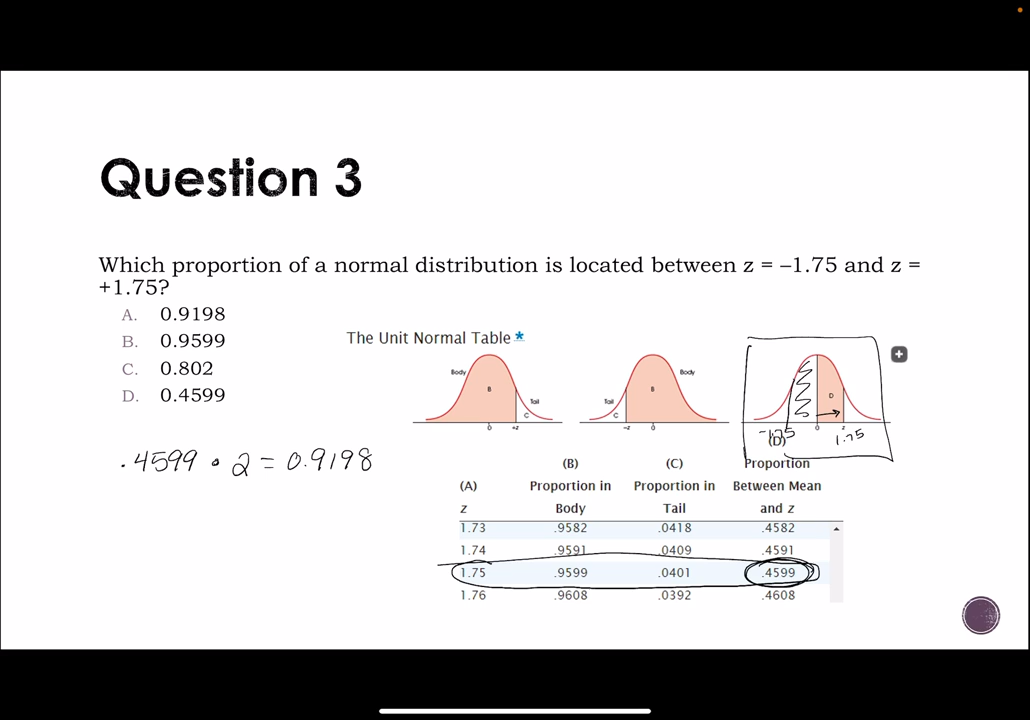 Question 3
Which proportion of a normal distribution is located between z = –1.75 and z =
+1.75?
A. 0.9198
B. 0.9599
C. 0.802
D. 0.4599
The Unit Normal Table *
Body B Tail C 0 +z
Tail C B Body -z 0
D 0 z
-1.75 1.75
.4599 · 2 = 0.9198
(B) (C) (D)
Proportion
(A) Proportion in Proportion in Between Mean
z Body Tail and z
1.73 .9582 .0418 .4582
1.74 .9591 .0409 .4591
1.75 .9599 .0401 .4599
1.76 .9608 .0392 .4608